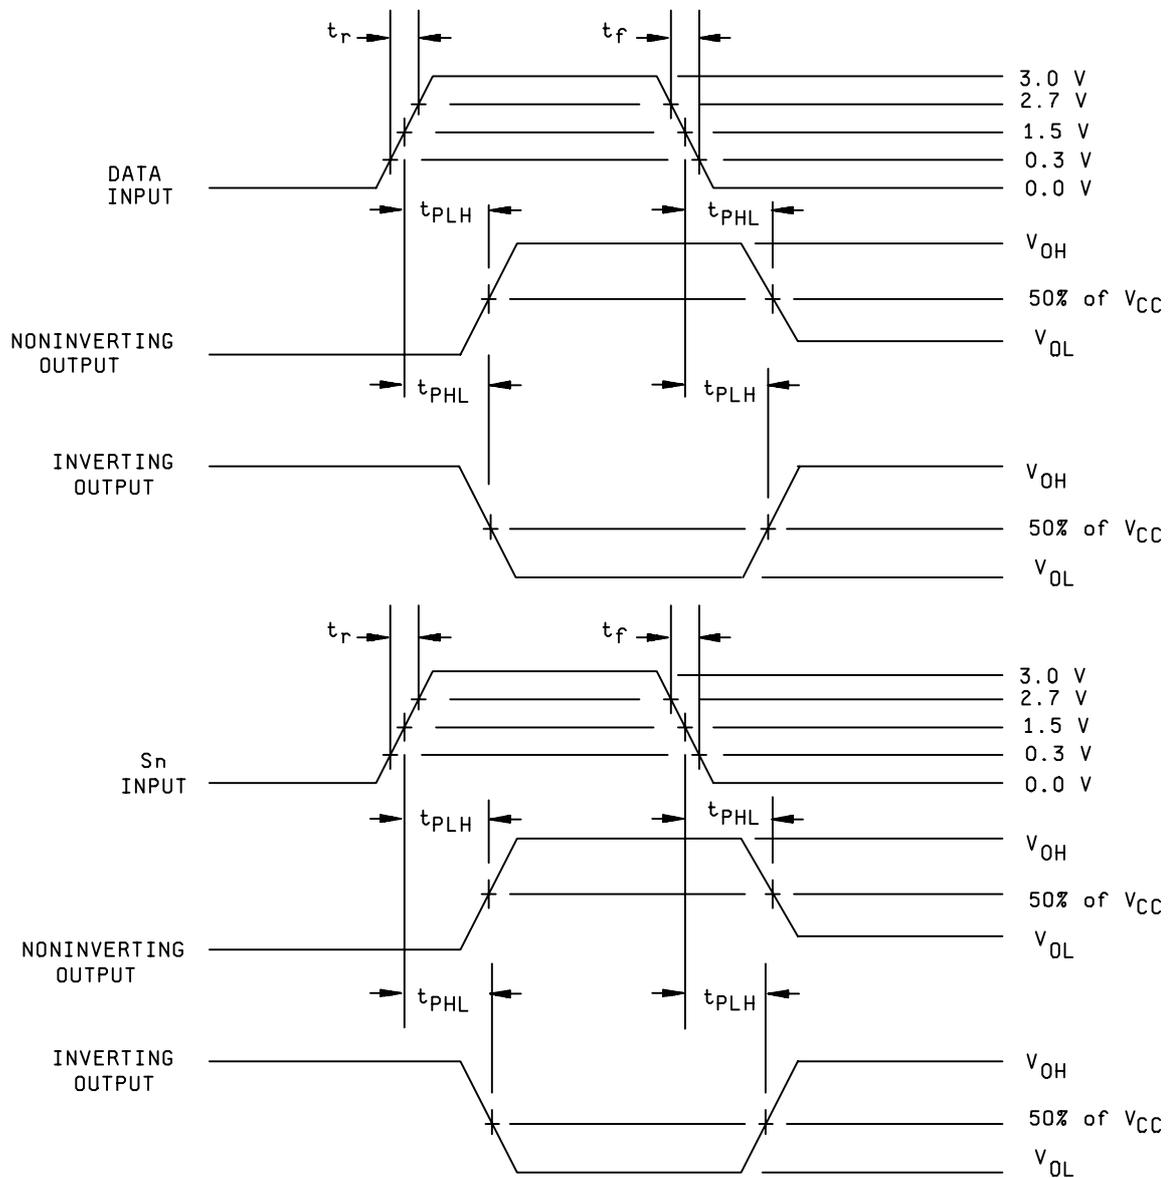 tr tf
3.0 V
2.7 V
1.5 V
0.3 V
0.0 V
DATA
INPUT
tPLH tPHL
VOH
50% of VCC
VOL
NONINVERTING
OUTPUT
tPHL tPLH
INVERTING
OUTPUT
VOH
50% of VCC
VOL
tr tf
3.0 V
2.7 V
1.5 V
0.3 V
0.0 V
Sn
INPUT
tPLH tPHL
VOH
50% of VCC
VOL
NONINVERTING
OUTPUT
tPHL tPLH
INVERTING
OUTPUT
VOH
50% of VCC
VOL